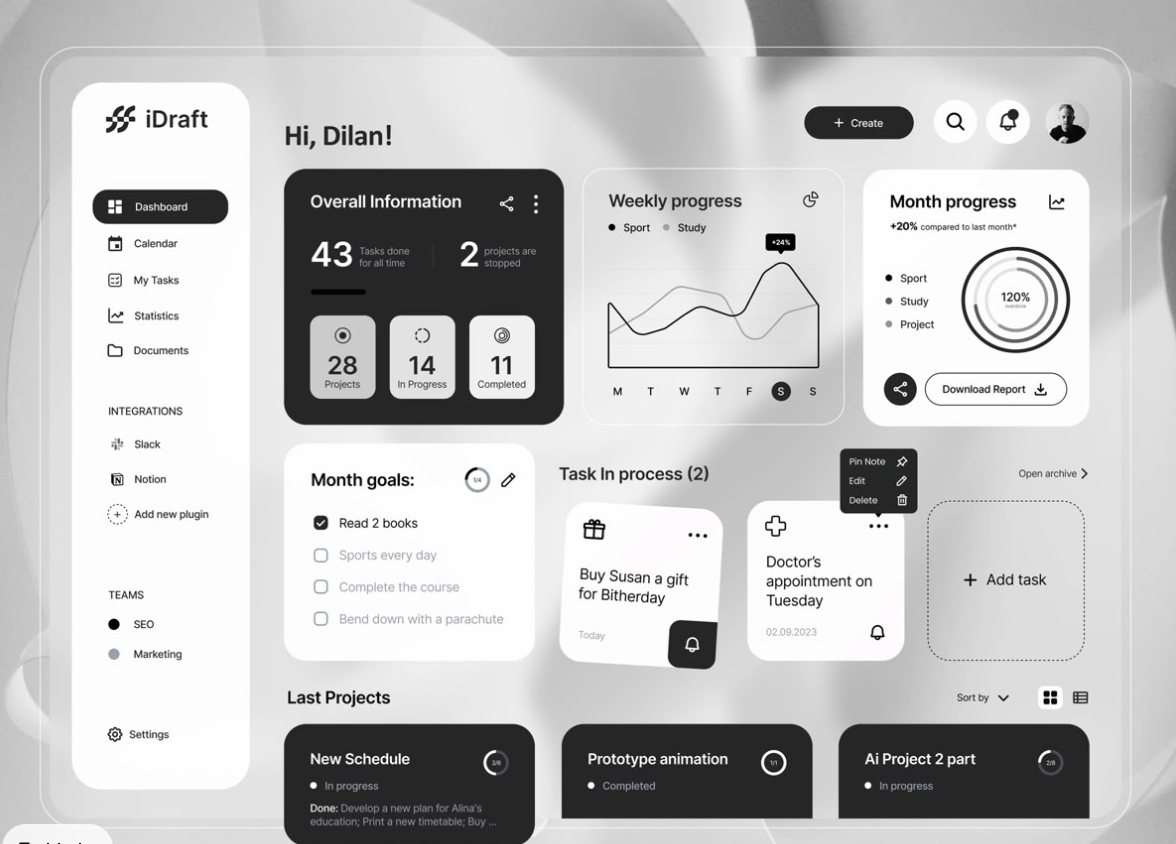 iDraft
Dashboard
Calendar
My Tasks
Statistics
Documents
INTEGRATIONS
Slack
Notion
Add new plugin
TEAMS
SEO
Marketing
Settings
Hi, Dilan!
+ Create
Overall Information
43 Tasks done
for all time
2 projects are
stopped
28
Projects
14
In Progress
11
Completed
Weekly progress
Sport Study
+24%
M T W T F S S
Month progress
+20% compared to last month*
Sport
Study
Project
120%
Download Report
Month goals:
1/4
Read 2 books
Sports every day
Complete the course
Bend down with a parachute
Task In process (2)
Open archive
Buy Susan a gift
for Bitherday
Today
Pin Note
Edit
Delete
Doctor's
appointment on
Tuesday
02.09.2023
+ Add task
Last Projects
Sort by
New Schedule
3/6
In progress
Done: Develop a new plan for Alina's
education; Print a new timetable; Buy ...
Prototype animation
1/1
Completed
Ai Project 2 part
2/8
In progress